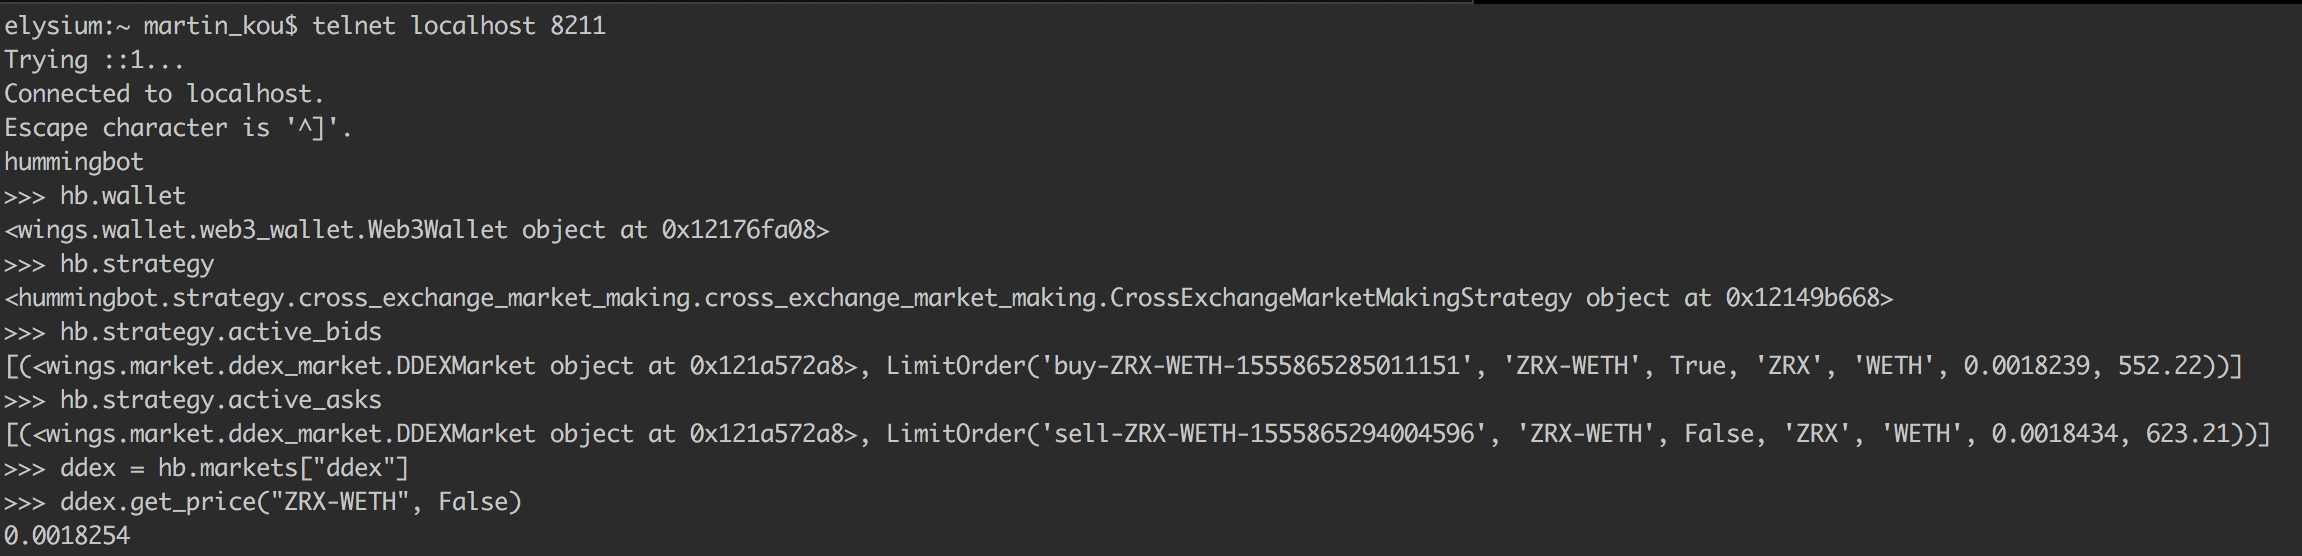 elysium:~ martin_kou$ telnet localhost 8211
Trying ::1...
Connected to localhost.
Escape character is '^]'.
hummingbot
>>> hb.wallet
<wings.wallet.web3_wallet.Web3Wallet object at 0x12176fa08>
>>> hb.strategy
<hummingbot.strategy.cross_exchange_market_making.cross_exchange_market_making.CrossExchangeMarketMakingStrategy object at 0x12149b668>
>>> hb.strategy.active_bids
[(<wings.market.ddex_market.DDEXMarket object at 0x121a572a8>, LimitOrder('buy-ZRX-WETH-1555865285011151', 'ZRX-WETH', True, 'ZRX', 'WETH', 0.0018239, 552.22))]
>>> hb.strategy.active_asks
[(<wings.market.ddex_market.DDEXMarket object at 0x121a572a8>, LimitOrder('sell-ZRX-WETH-1555865294004596', 'ZRX-WETH', False, 'ZRX', 'WETH', 0.0018434, 623.21))]
>>> ddex = hb.markets["ddex"]
>>> ddex.get_price("ZRX-WETH", False)
0.0018254